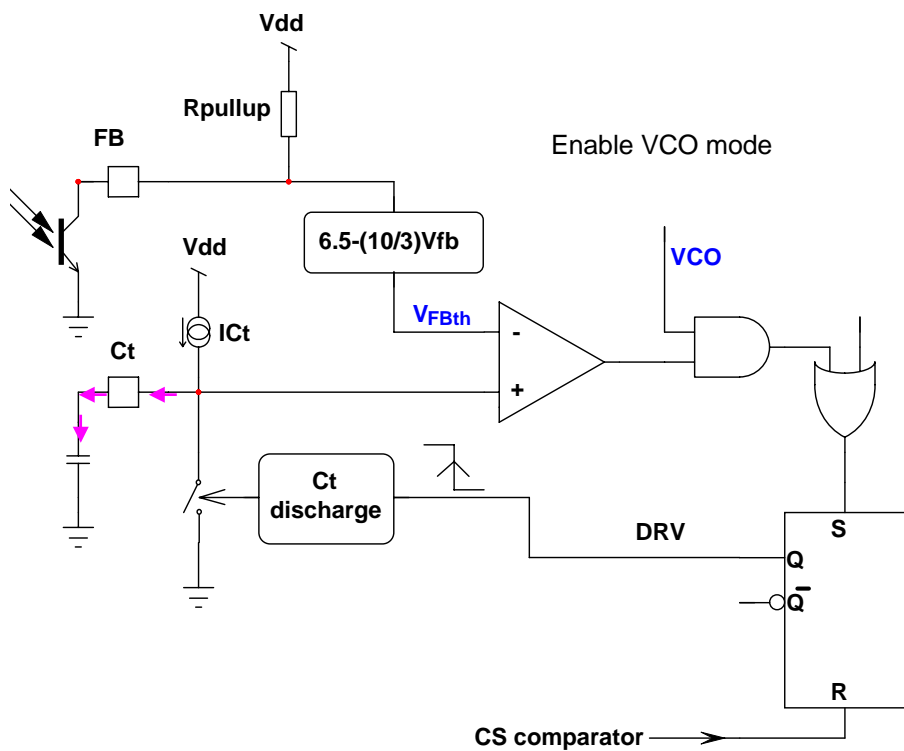 Vdd
Rpullup
FB
Enable VCO mode
6.5-(10/3)Vfb
Vdd
VCO
VFBth
-
ICt
Ct
+
Ct
discharge
DRV
S
Q
Q̅
R
CS comparator